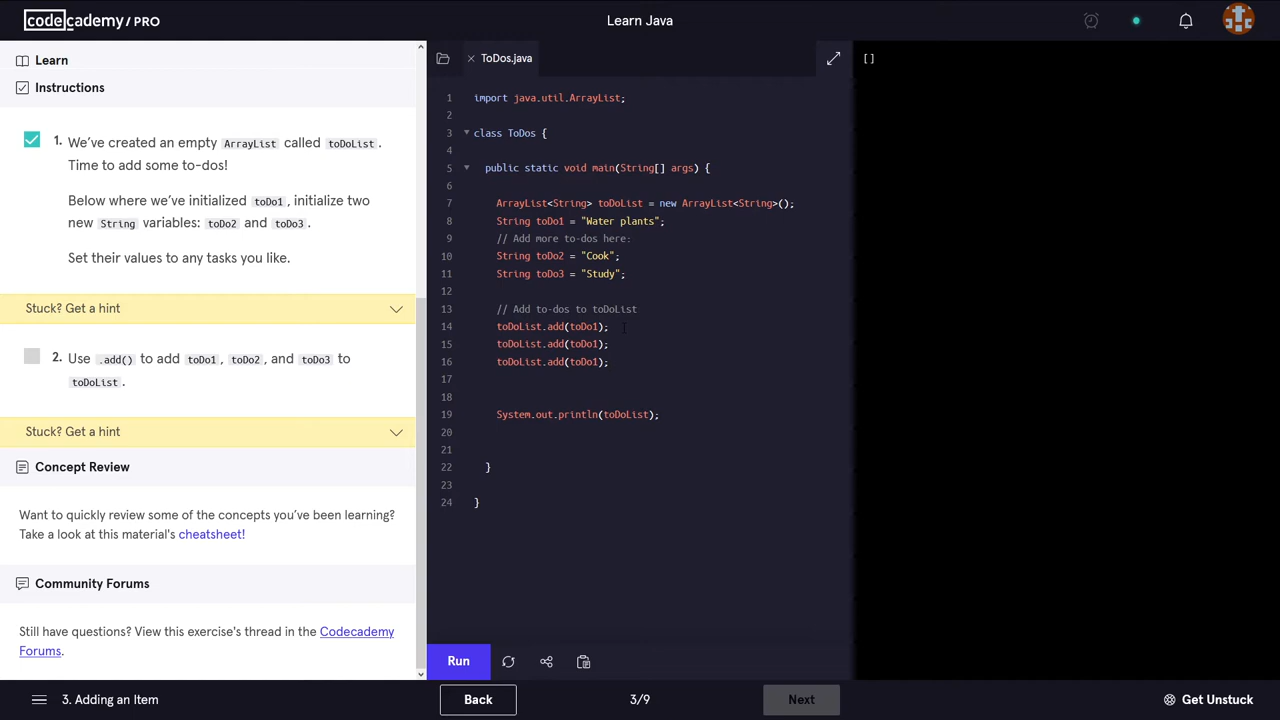 codecademy / PRO
Learn Java
Learn
Instructions
1. We've created an empty ArrayList called toDoList.
Time to add some to-dos!
Below where we've initialized toDo1, initialize two
new String variables: toDo2 and toDo3.
Set their values to any tasks you like.
Stuck? Get a hint
2. Use .add() to add toDo1, toDo2, and toDo3 to
toDoList.
Stuck? Get a hint
Concept Review
Want to quickly review some of the concepts you've been learning?
Take a look at this material's cheatsheet!
Community Forums
Still have questions? View this exercise's thread in the Codecademy
Forums.
ToDos.java
1 import java.util.ArrayList;
2
3 class ToDos {
4
5 public static void main(String[] args) {
6
7 ArrayList<String> toDoList = new ArrayList<String>();
8 String toDo1 = "Water plants";
9 // Add more to-dos here:
10 String toDo2 = "Cook";
11 String toDo3 = "Study";
12
13 // Add to-dos to toDoList
14 toDoList.add(toDo1);
15 toDoList.add(toDo1);
16 toDoList.add(toDo1);
17
18
19 System.out.println(toDoList);
20
21
22 }
23
24 }
[]
Run
3. Adding an Item
Back
3/9
Next
Get Unstuck